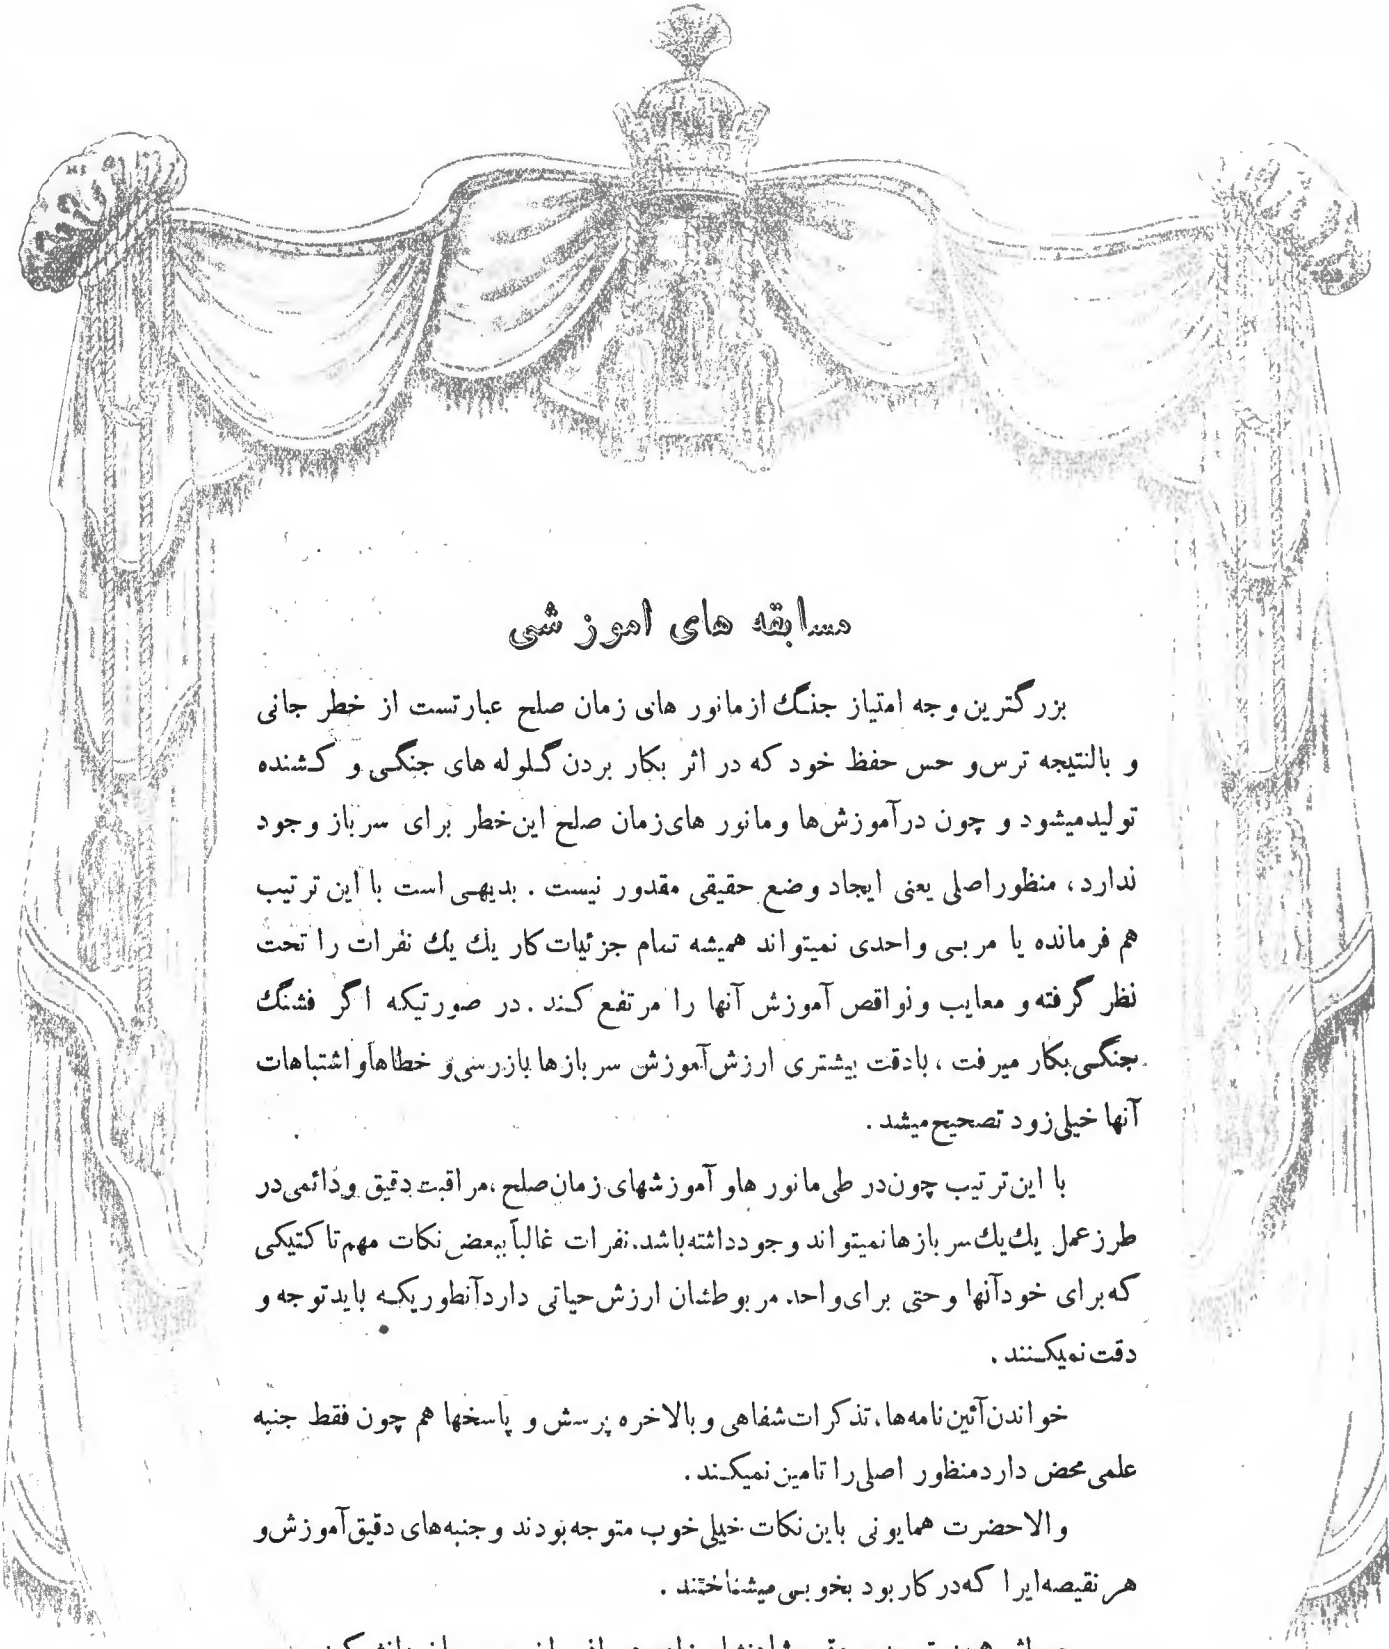 مسابقه های اموزشی
بزرگترین وجه امتیاز جنگ از مانور های زمان صلح عبارتست از خطر جانی
و بالنتیجه ترس و حس حفظ خود که در اثر بکار بردن گلوله های جنگی و کشنده
تولید میشود و چون در آموزش‌ها و مانور های زمان صلح این خطر برای سرباز وجود
ندارد، منظور اصلی یعنی ایجاد وضع حقیقی مقدور نیست . بدیهی است با این ترتیب
هم فرمانده یا مربی واحدی نمیتواند همیشه تمام جزئیات کار یك یك نفرات را تحت
نظر گرفته و معایب و نواقص آموزش آنها را مرتفع کند . در صورتیکه اگر فشنگ
جنگی بکار میرفت ، بادقت بیشتری ارزش آموزش سربازها بازرسی و خطاها و اشتباهات
آنها خیلی زود تصحیح میشد .
با این ترتیب چون در طی مانور ها و آموزشهای زمان صلح ، مراقبت دقیق و دائمی در
طرز عمل یك یك سربازها نمیتواند وجود داشته باشد. نفرات غالباً ببعض نکات مهم تاکتیکی
که برای خود آنها و حتی برای واحد مربوطشان ارزش حیاتی دارد آنطوریکه باید توجه و
دقت نمیکنند .
خواندن آئین نامه‌ها، تذکرات شفاهی و بالاخره پرسش و پاسخها هم چون فقط جنبه
علمی محض دارد منظور اصلی را تامین نمیکند .
والاحضرت همایونی باین نکات خیلی خوب متوجه بودند و جنبه‌های دقیق آموزش و
هر نقیصه‌ایرا که در کار بود بخوبی میشناختند .